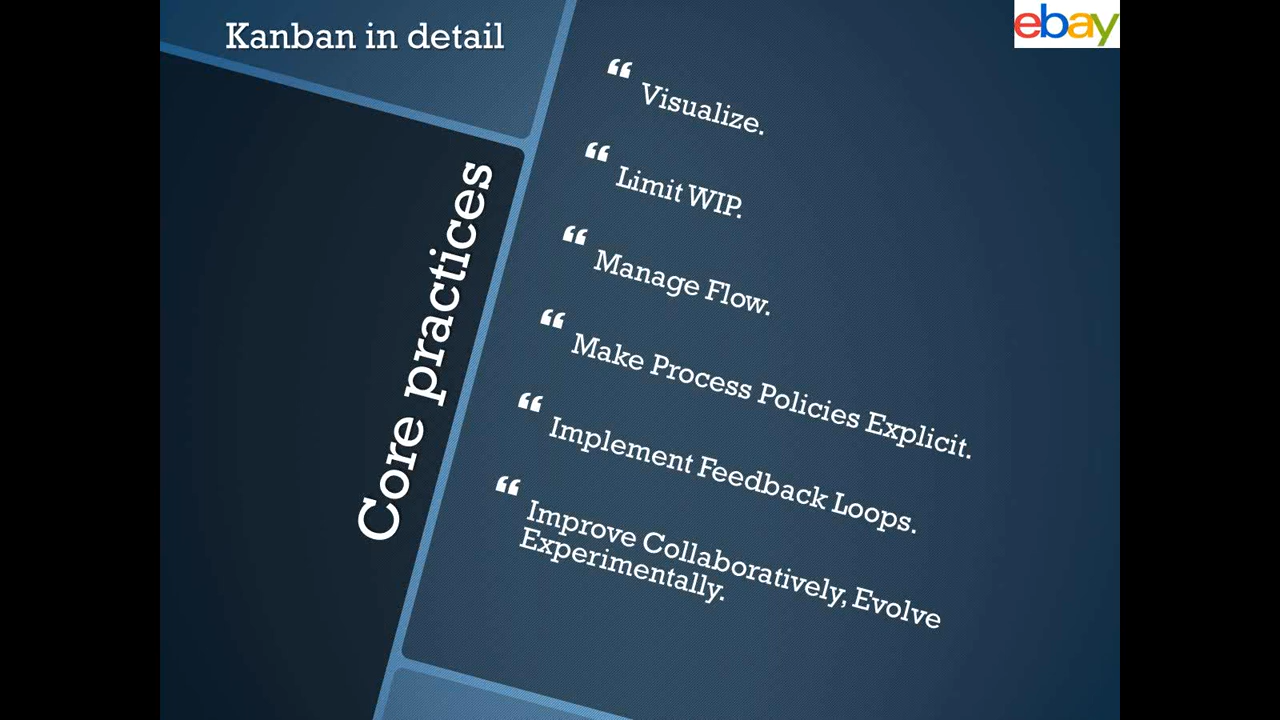 Kanban in detail
ebay
Core practices
“ Visualize.
“ Limit WIP.
“ Manage Flow.
“ Make Process Policies Explicit.
“ Implement Feedback Loops.
“ Improve Collaboratively, Evolve
Experimentally.